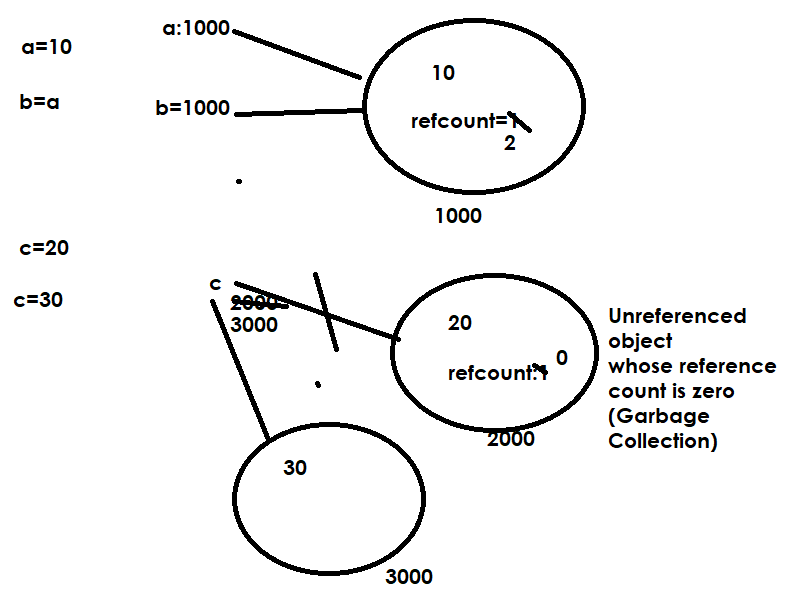 a=10
a:1000
b=a
b=1000
10
refcount=1
2
1000
c=20
c=30
c
2000
3000
20
refcount:1
0
2000
Unreferenced
object
whose reference
count is zero
(Garbage
Collection)
30
3000